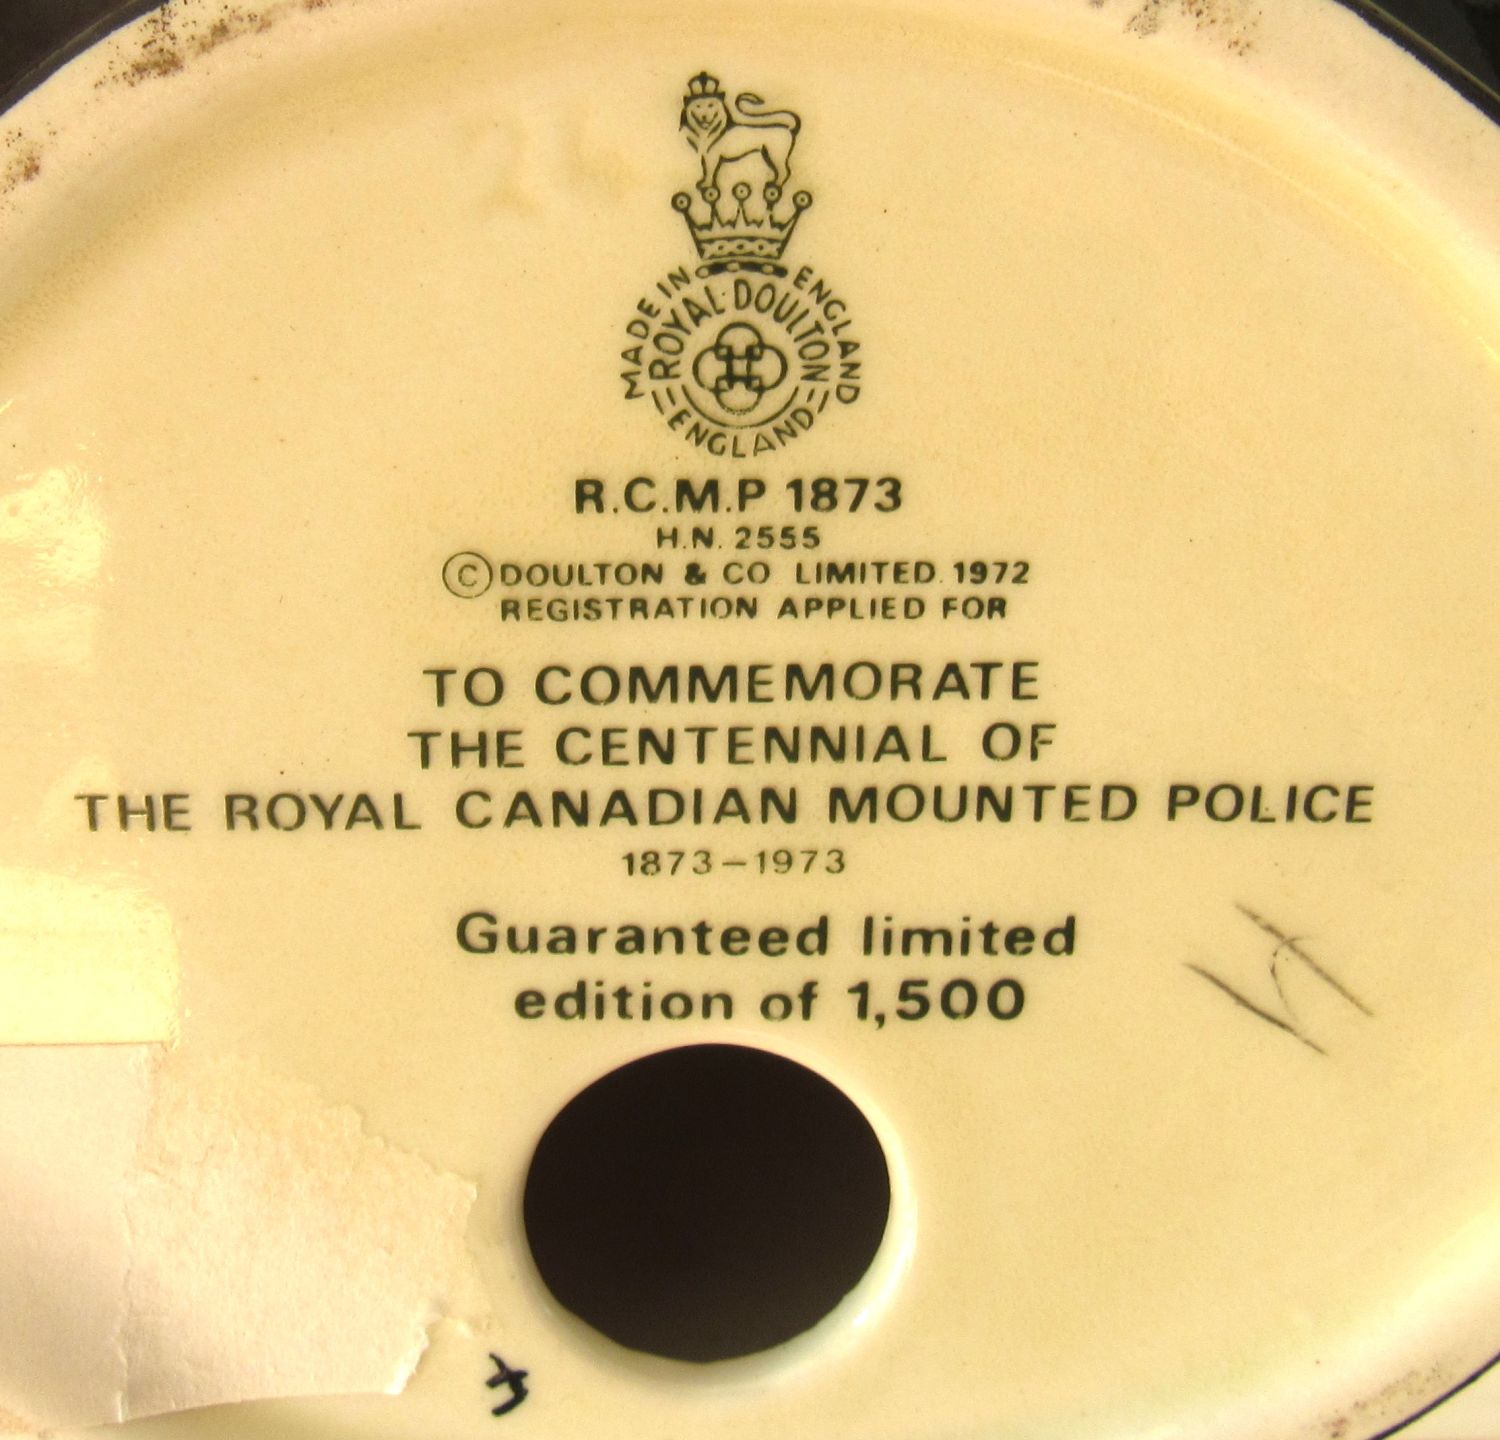 MADE IN ENGLAND
ROYAL DOULTON
ENGLAND
R.C.M.P 1873
H.N. 2555
© DOULTON & CO LIMITED. 1972
REGISTRATION APPLIED FOR
TO COMMEMORATE
THE CENTENNIAL OF
THE ROYAL CANADIAN MOUNTED POLICE
1873-1973
Guaranteed limited
edition of 1,500